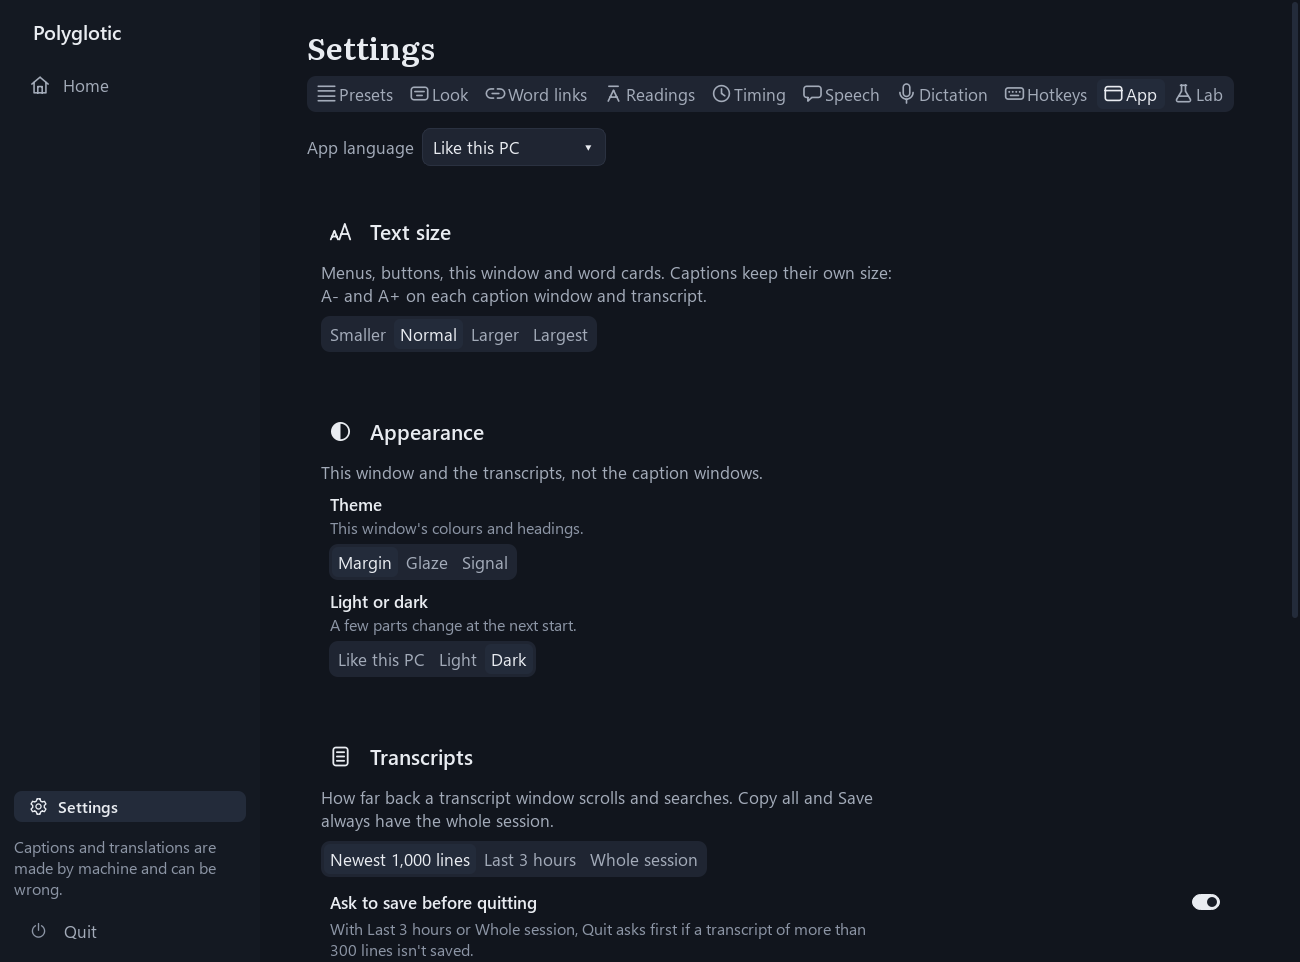 Polyglotic
Home
Settings
Presets Look Word links Readings Timing Speech Dictation Hotkeys App Lab
App language Like this PC
Text size
Menus, buttons, this window and word cards. Captions keep their own size:
A- and A+ on each caption window and transcript.
Smaller Normal Larger Largest
Appearance
This window and the transcripts, not the caption windows.
Theme
This window's colours and headings.
Margin Glaze Signal
Light or dark
A few parts change at the next start.
Like this PC Light Dark
Transcripts
How far back a transcript window scrolls and searches. Copy all and Save
always have the whole session.
Newest 1,000 lines Last 3 hours Whole session
Ask to save before quitting
With Last 3 hours or Whole session, Quit asks first if a transcript of more than
300 lines isn't saved.
Settings
Captions and translations are
made by machine and can be
wrong.
Quit